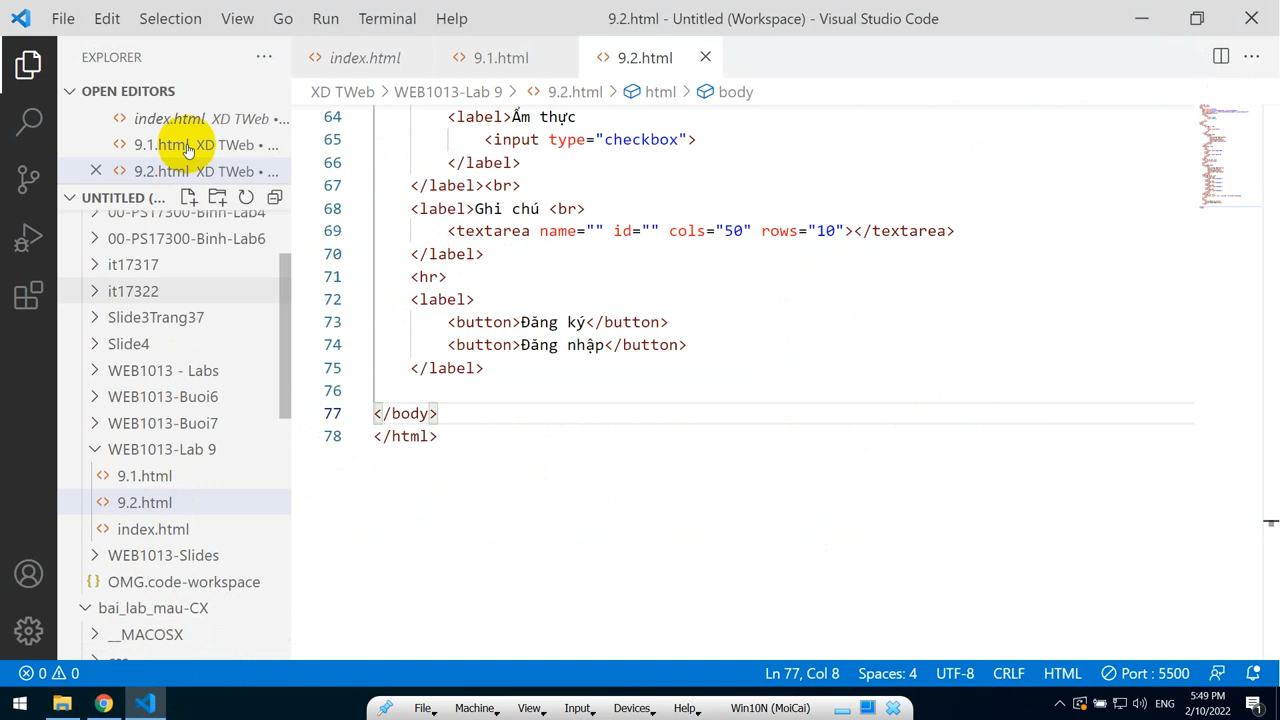 File Edit Selection View Go Run Terminal Help 9.2.html - Untitled (Workspace) - Visual Studio Code
EXPLORER
index.html 9.1.html 9.2.html
OPEN EDITORS
XD TWeb > WEB1013-Lab 9 > 9.2.html > html > body
index.html XD TWeb • ...
9.1.html XD TWeb • ...
9.2.html XD TWeb • ...
UNTITLED (...
00-PS17300-Binh-Lab4
00-PS17300-Binh-Lab6
it17317
it17322
Slide3Trang37
Slide4
WEB1013 - Labs
WEB1013-Buoi6
WEB1013-Buoi7
WEB1013-Lab 9
9.1.html
9.2.html
index.html
WEB1013-Slides
OMG.code-workspace
bai_lab_mau-CX
__MACOSX
64 <label>Ẩm thực
65 <input type="checkbox">
66 </label>
67 </label><br>
68 <label>Ghi chú <br>
69 <textarea name="" id="" cols="50" rows="10"></textarea>
70 </label>
71 <hr>
72 <label>
73 <button>Đăng ký</button>
74 <button>Đăng nhập</button>
75 </label>
76
77 </body>
78 </html>
0 0 Ln 77, Col 8 Spaces: 4 UTF-8 CRLF HTML Port : 5500
File Machine View Input Devices Help Win10N (MoiCai)
ENG
5:49 PM
2/10/2022